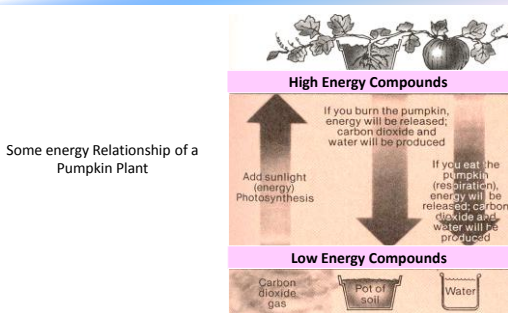 Some energy Relationship of a
Pumpkin Plant
High Energy Compounds
If you burn the pumpkin,
energy will be released;
carbon dioxide and
water will be produced
Add sunlight
(energy)
Photosynthesis
If you eat the
pumpkin
(respiration),
energy will be
released; carbon
dioxide and
water will be
produced
Low Energy Compounds
Carbon
dioxide
gas
Pot of
soil
Water